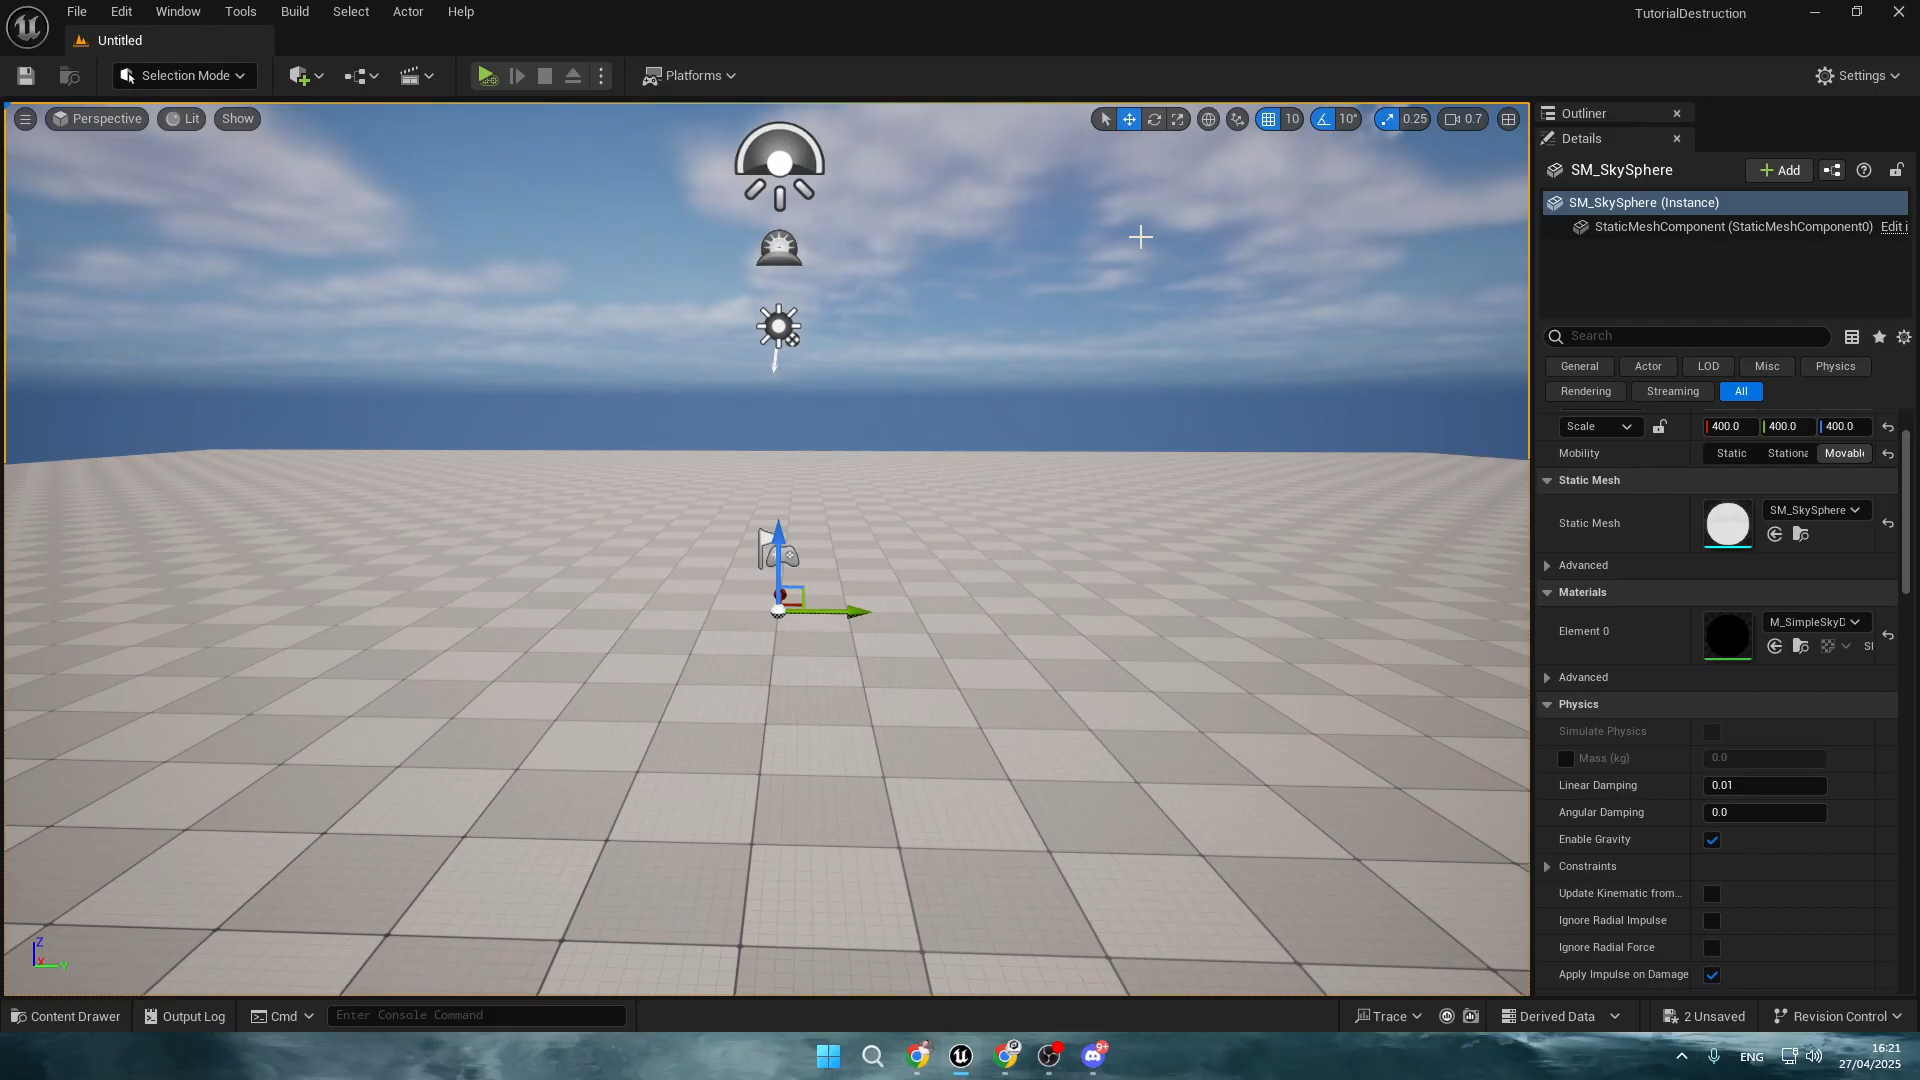 File Edit Window Tools Build Select Actor Help
TutorialDestruction
Untitled
Selection Mode
Platforms
Settings
Perspective Lit Show
10 10° 0.25 0.7
Outliner
Details
SM_SkySphere
Add
SM_SkySphere (Instance)
StaticMeshComponent (StaticMeshComponent0) Edit i
Search
General Actor LOD Misc Physics
Rendering Streaming All
Scale 400.0 400.0 400.0
Mobility Static Stationa Movabl
Static Mesh
Static Mesh SM_SkySphere
Advanced
Materials
Element 0 M_SimpleSkyD
Sl
Advanced
Physics
Simulate Physics
Mass (kg) 0.0
Linear Damping 0.01
Angular Damping 0.0
Enable Gravity
Constraints
Update Kinematic from...
Ignore Radial Impulse
Ignore Radial Force
Apply Impulse on Damage
Z
X Y
Content Drawer Output Log Cmd Enter Console Command
Trace Derived Data 2 Unsaved Revision Control
9+
ENG
16:21
27/04/2025